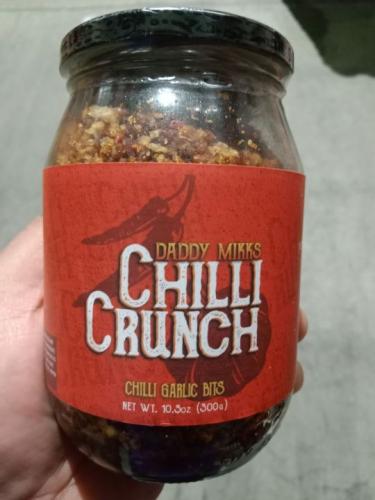 DADDY MIKKS
CHILLI
CRUNCH
CHILLI GARLIC BITS
NET WT. 10.5oz (300g)